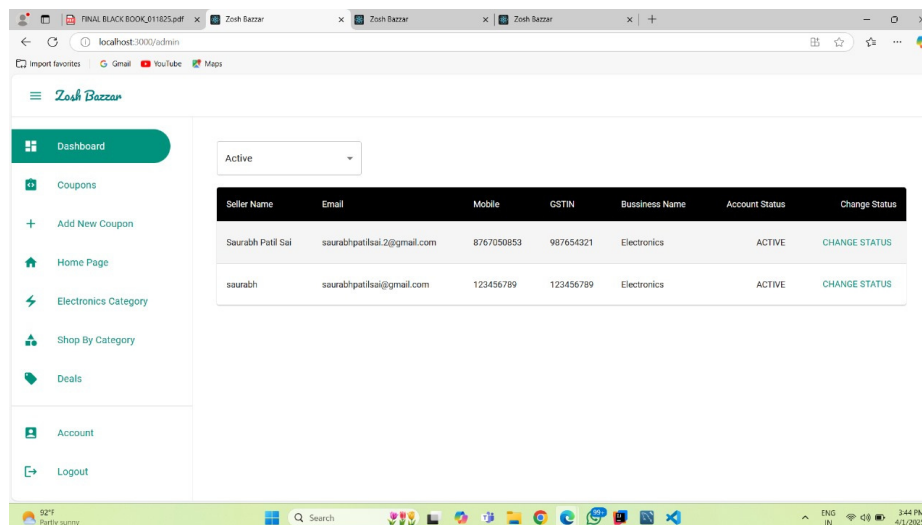 FINAL BLACK BOOK_011825.pdf
Zosh Bazzar
Zosh Bazzar
Zosh Bazzar
localhost:3000/admin
Import favorites Gmail YouTube Maps
Zosh Bazzar
Dashboard
Coupons
Add New Coupon
Home Page
Electronics Category
Shop By Category
Deals
Account
Logout
Active
Seller Name Email Mobile GSTIN Bussiness Name Account Status Change Status
Saurabh Patil Sai saurabhpatilsai.2@gmail.com 8767050853 987654321 Electronics ACTIVE CHANGE STATUS
saurabh saurabhpatilsai@gmail.com 123456789 123456789 Electronics ACTIVE CHANGE STATUS
92°F
Partly sunny
Search
99+
ENG
IN
3:44 PM